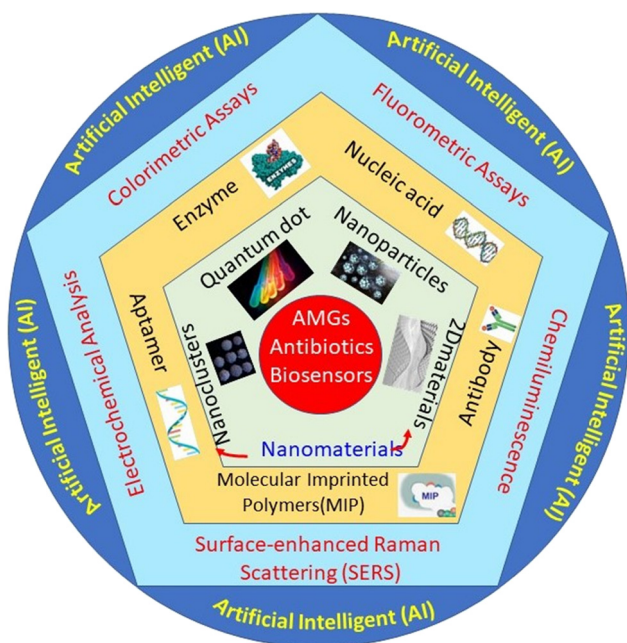 Artificial Intelligent (AI)
Artificial Intelligent (AI)
Colorimetric Assays
Fluorometric Assays
Enzyme
ENZYMES
Nucleic acid
Quantum dot
Nanoparticles
AMGs
Antibiotics
Biosensors
Aptamer
Nanoclusters
2Dmaterials
Antibody
Electrochemical Analysis
Chemiluminescence
Artificial Intelligent (AI)
Artificial Intelligent (AI)
Nanomaterials
Molecular Imprinted
Polymers(MIP)
MIP
Surface-enhanced Raman
Scattering (SERS)
Artificial Intelligent (AI)